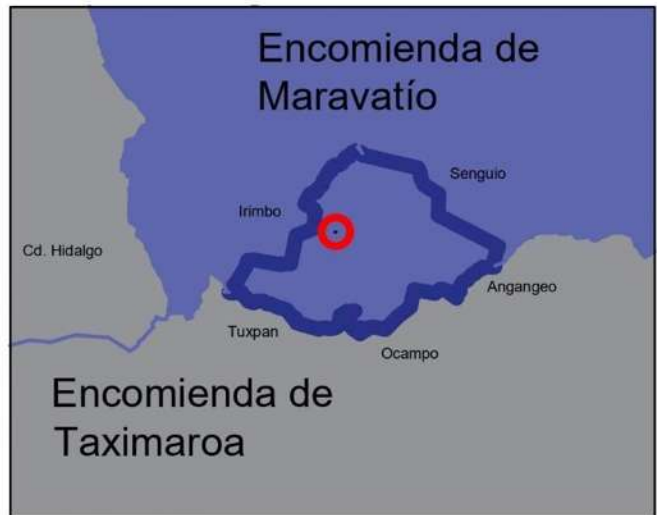 Encomienda de
Maravatío
Senguio
Irimbo
Cd. Hidalgo
Angangeo
Tuxpan
Ocampo
Encomienda de
Taximaroa